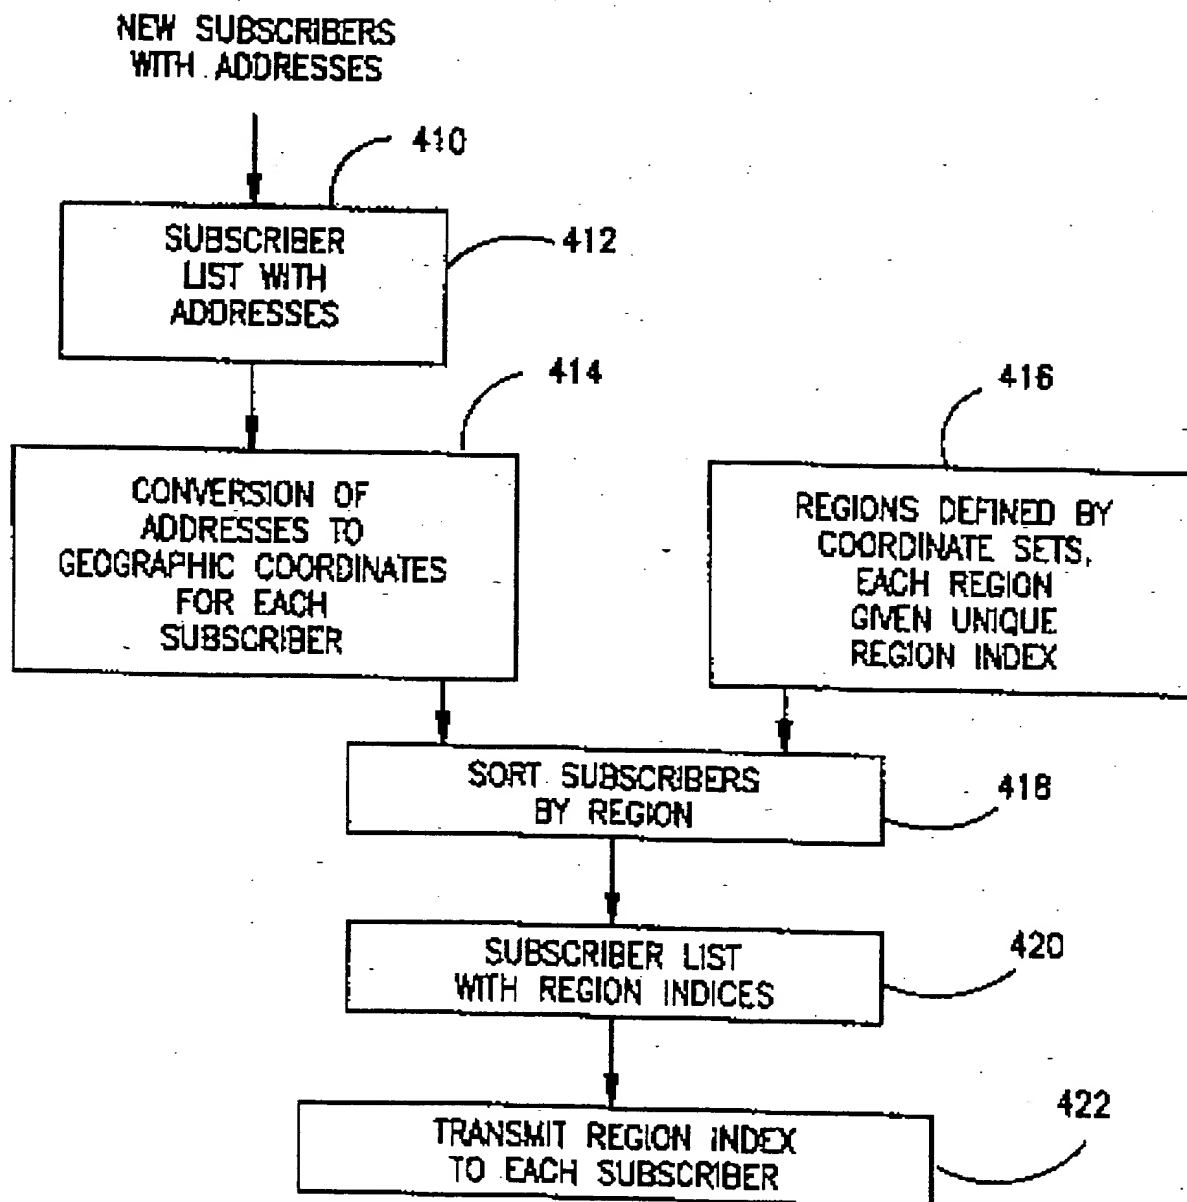 NEW SUBSCRIBERS
WITH ADDRESSES
410
SUBSCRIBER
LIST WITH
ADDRESSES
412
414
CONVERSION OF
ADDRESSES TO
GEOGRAPHIC COORDINATES
FOR EACH
SUBSCRIBER
416
REGIONS DEFINED BY
COORDINATE SETS,
EACH REGION
GIVEN UNIQUE
REGION INDEX
SORT SUBSCRIBERS
BY REGION
418
SUBSCRIBER LIST
WITH REGION INDICES
420
TRANSMIT REGION INDEX
TO EACH SUBSCRIBER
422